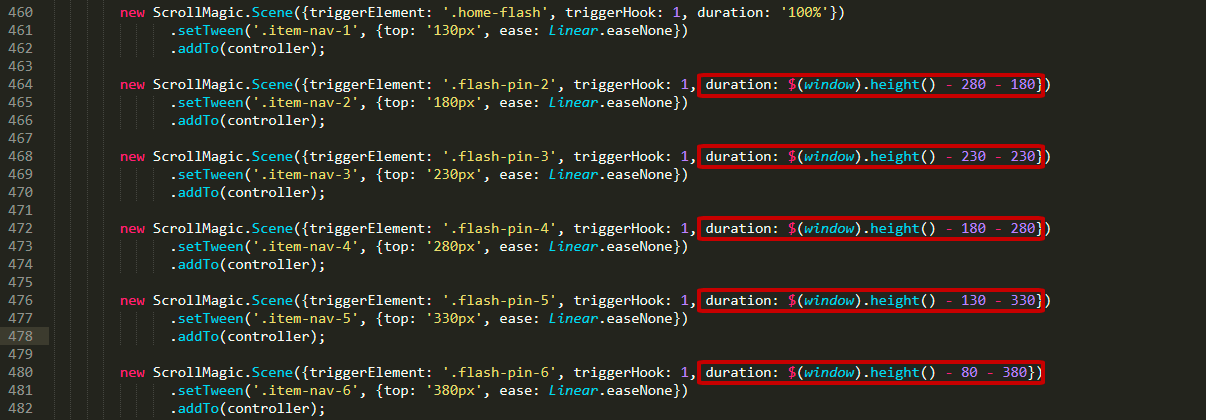 460 new ScrollMagic.Scene({triggerElement: '.home-flash', triggerHook: 1, duration: '100%'})
461 .setTween('.item-nav-1', {top: '130px', ease: Linear.easeNone})
462 .addTo(controller);
463
464 new ScrollMagic.Scene({triggerElement: '.flash-pin-2', triggerHook: 1, duration: $(window).height() - 280 - 180})
465 .setTween('.item-nav-2', {top: '180px', ease: Linear.easeNone})
466 .addTo(controller);
467
468 new ScrollMagic.Scene({triggerElement: '.flash-pin-3', triggerHook: 1, duration: $(window).height() - 230 - 230})
469 .setTween('.item-nav-3', {top: '230px', ease: Linear.easeNone})
470 .addTo(controller);
471
472 new ScrollMagic.Scene({triggerElement: '.flash-pin-4', triggerHook: 1, duration: $(window).height() - 180 - 280})
473 .setTween('.item-nav-4', {top: '280px', ease: Linear.easeNone})
474 .addTo(controller);
475
476 new ScrollMagic.Scene({triggerElement: '.flash-pin-5', triggerHook: 1, duration: $(window).height() - 130 - 330})
477 .setTween('.item-nav-5', {top: '330px', ease: Linear.easeNone})
478 .addTo(controller);
479
480 new ScrollMagic.Scene({triggerElement: '.flash-pin-6', triggerHook: 1, duration: $(window).height() - 80 - 380})
481 .setTween('.item-nav-6', {top: '380px', ease: Linear.easeNone})
482 .addTo(controller);